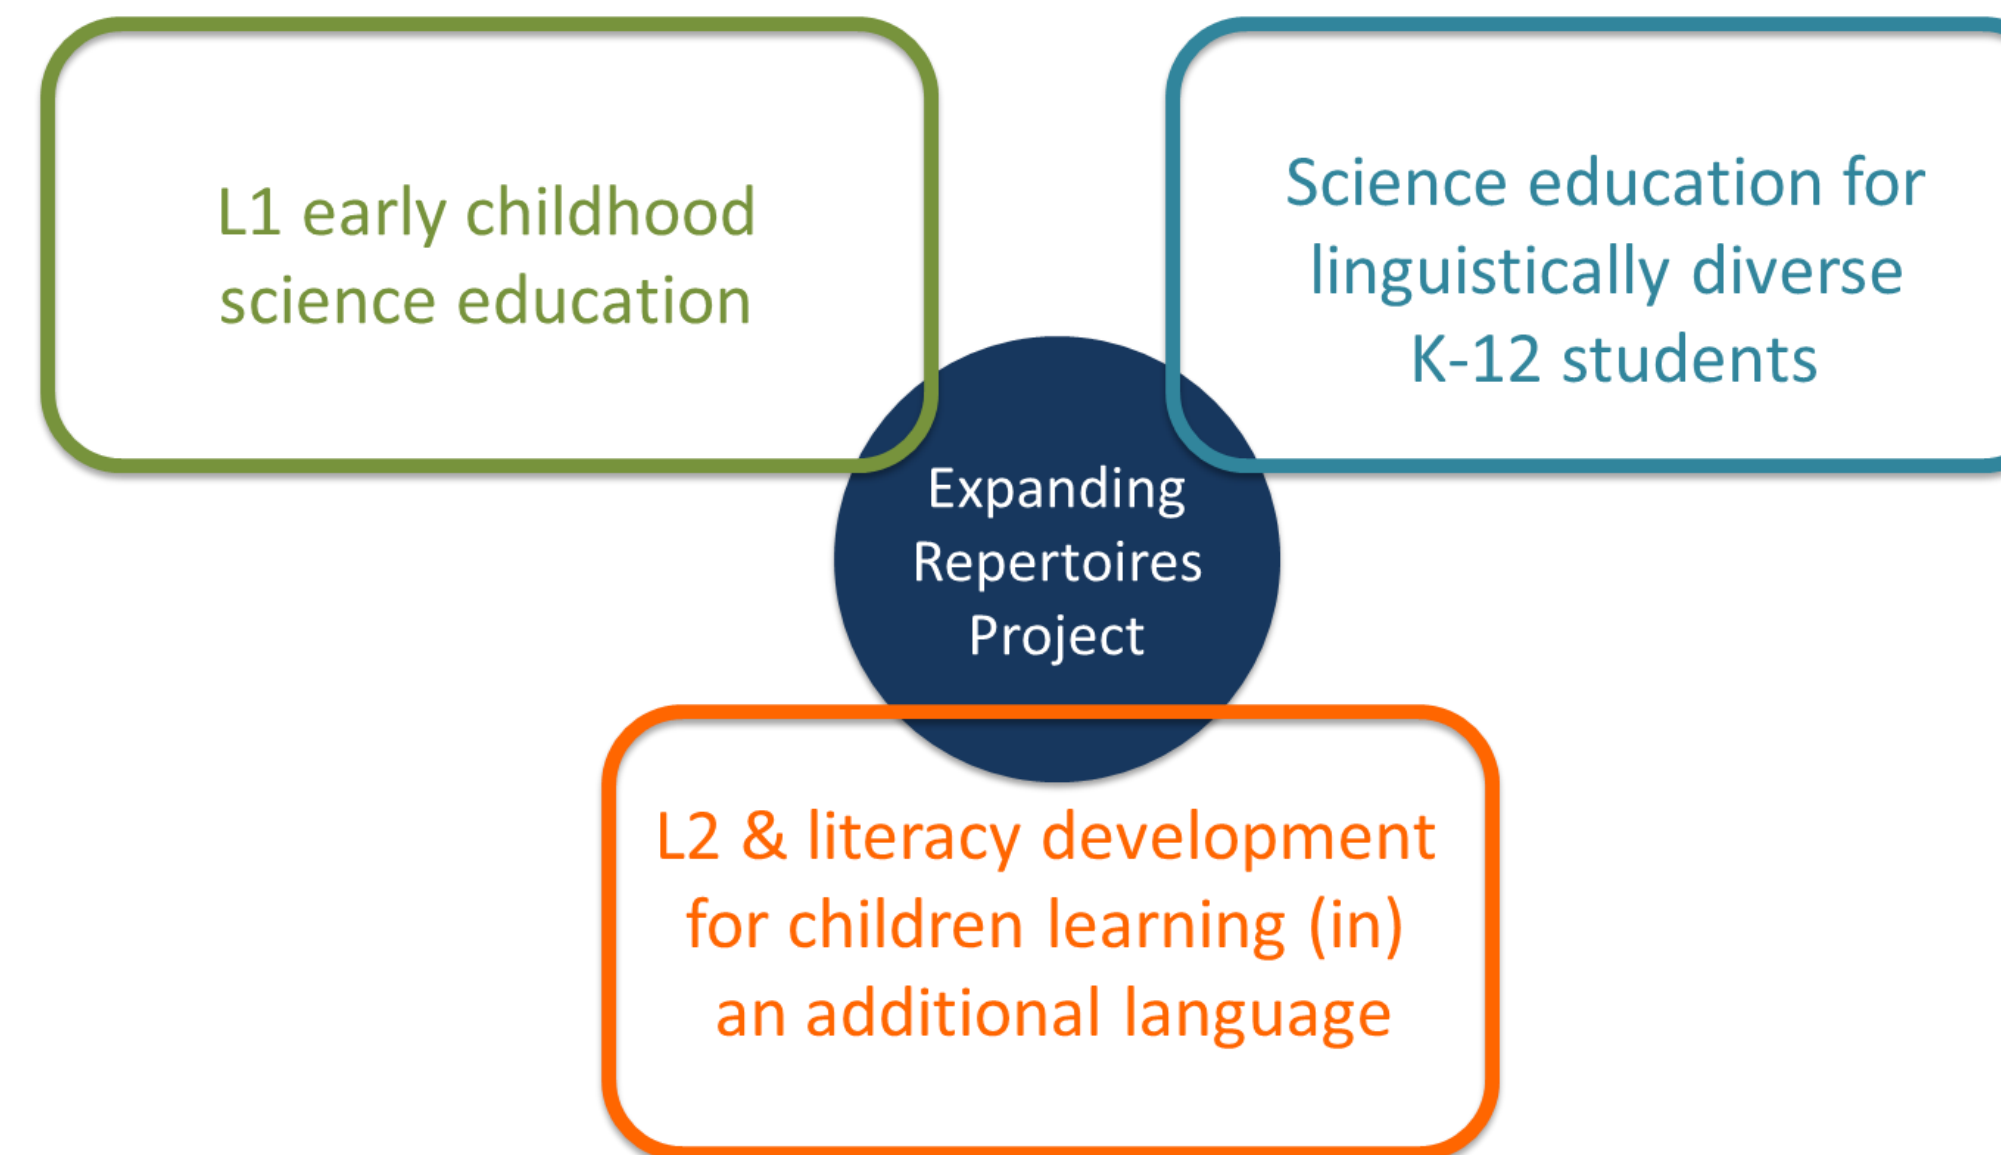 L1 early childhood
science education
Science education for
linguistically diverse
K-12 students
Expanding
Repertoires
Project
L2 & literacy development
for children learning (in)
an additional language